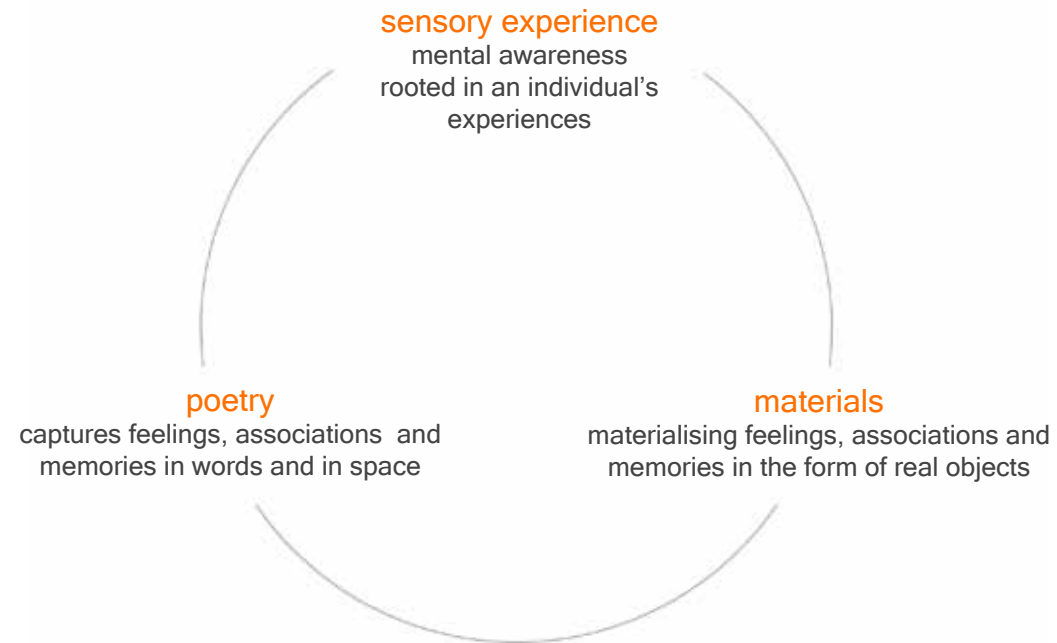 sensory experience
mental awareness
rooted in an individual’s
experiences
poetry
captures feelings, associations  and
memories in words and in space
materials
materialising feelings, associations and
memories in the form of real objects